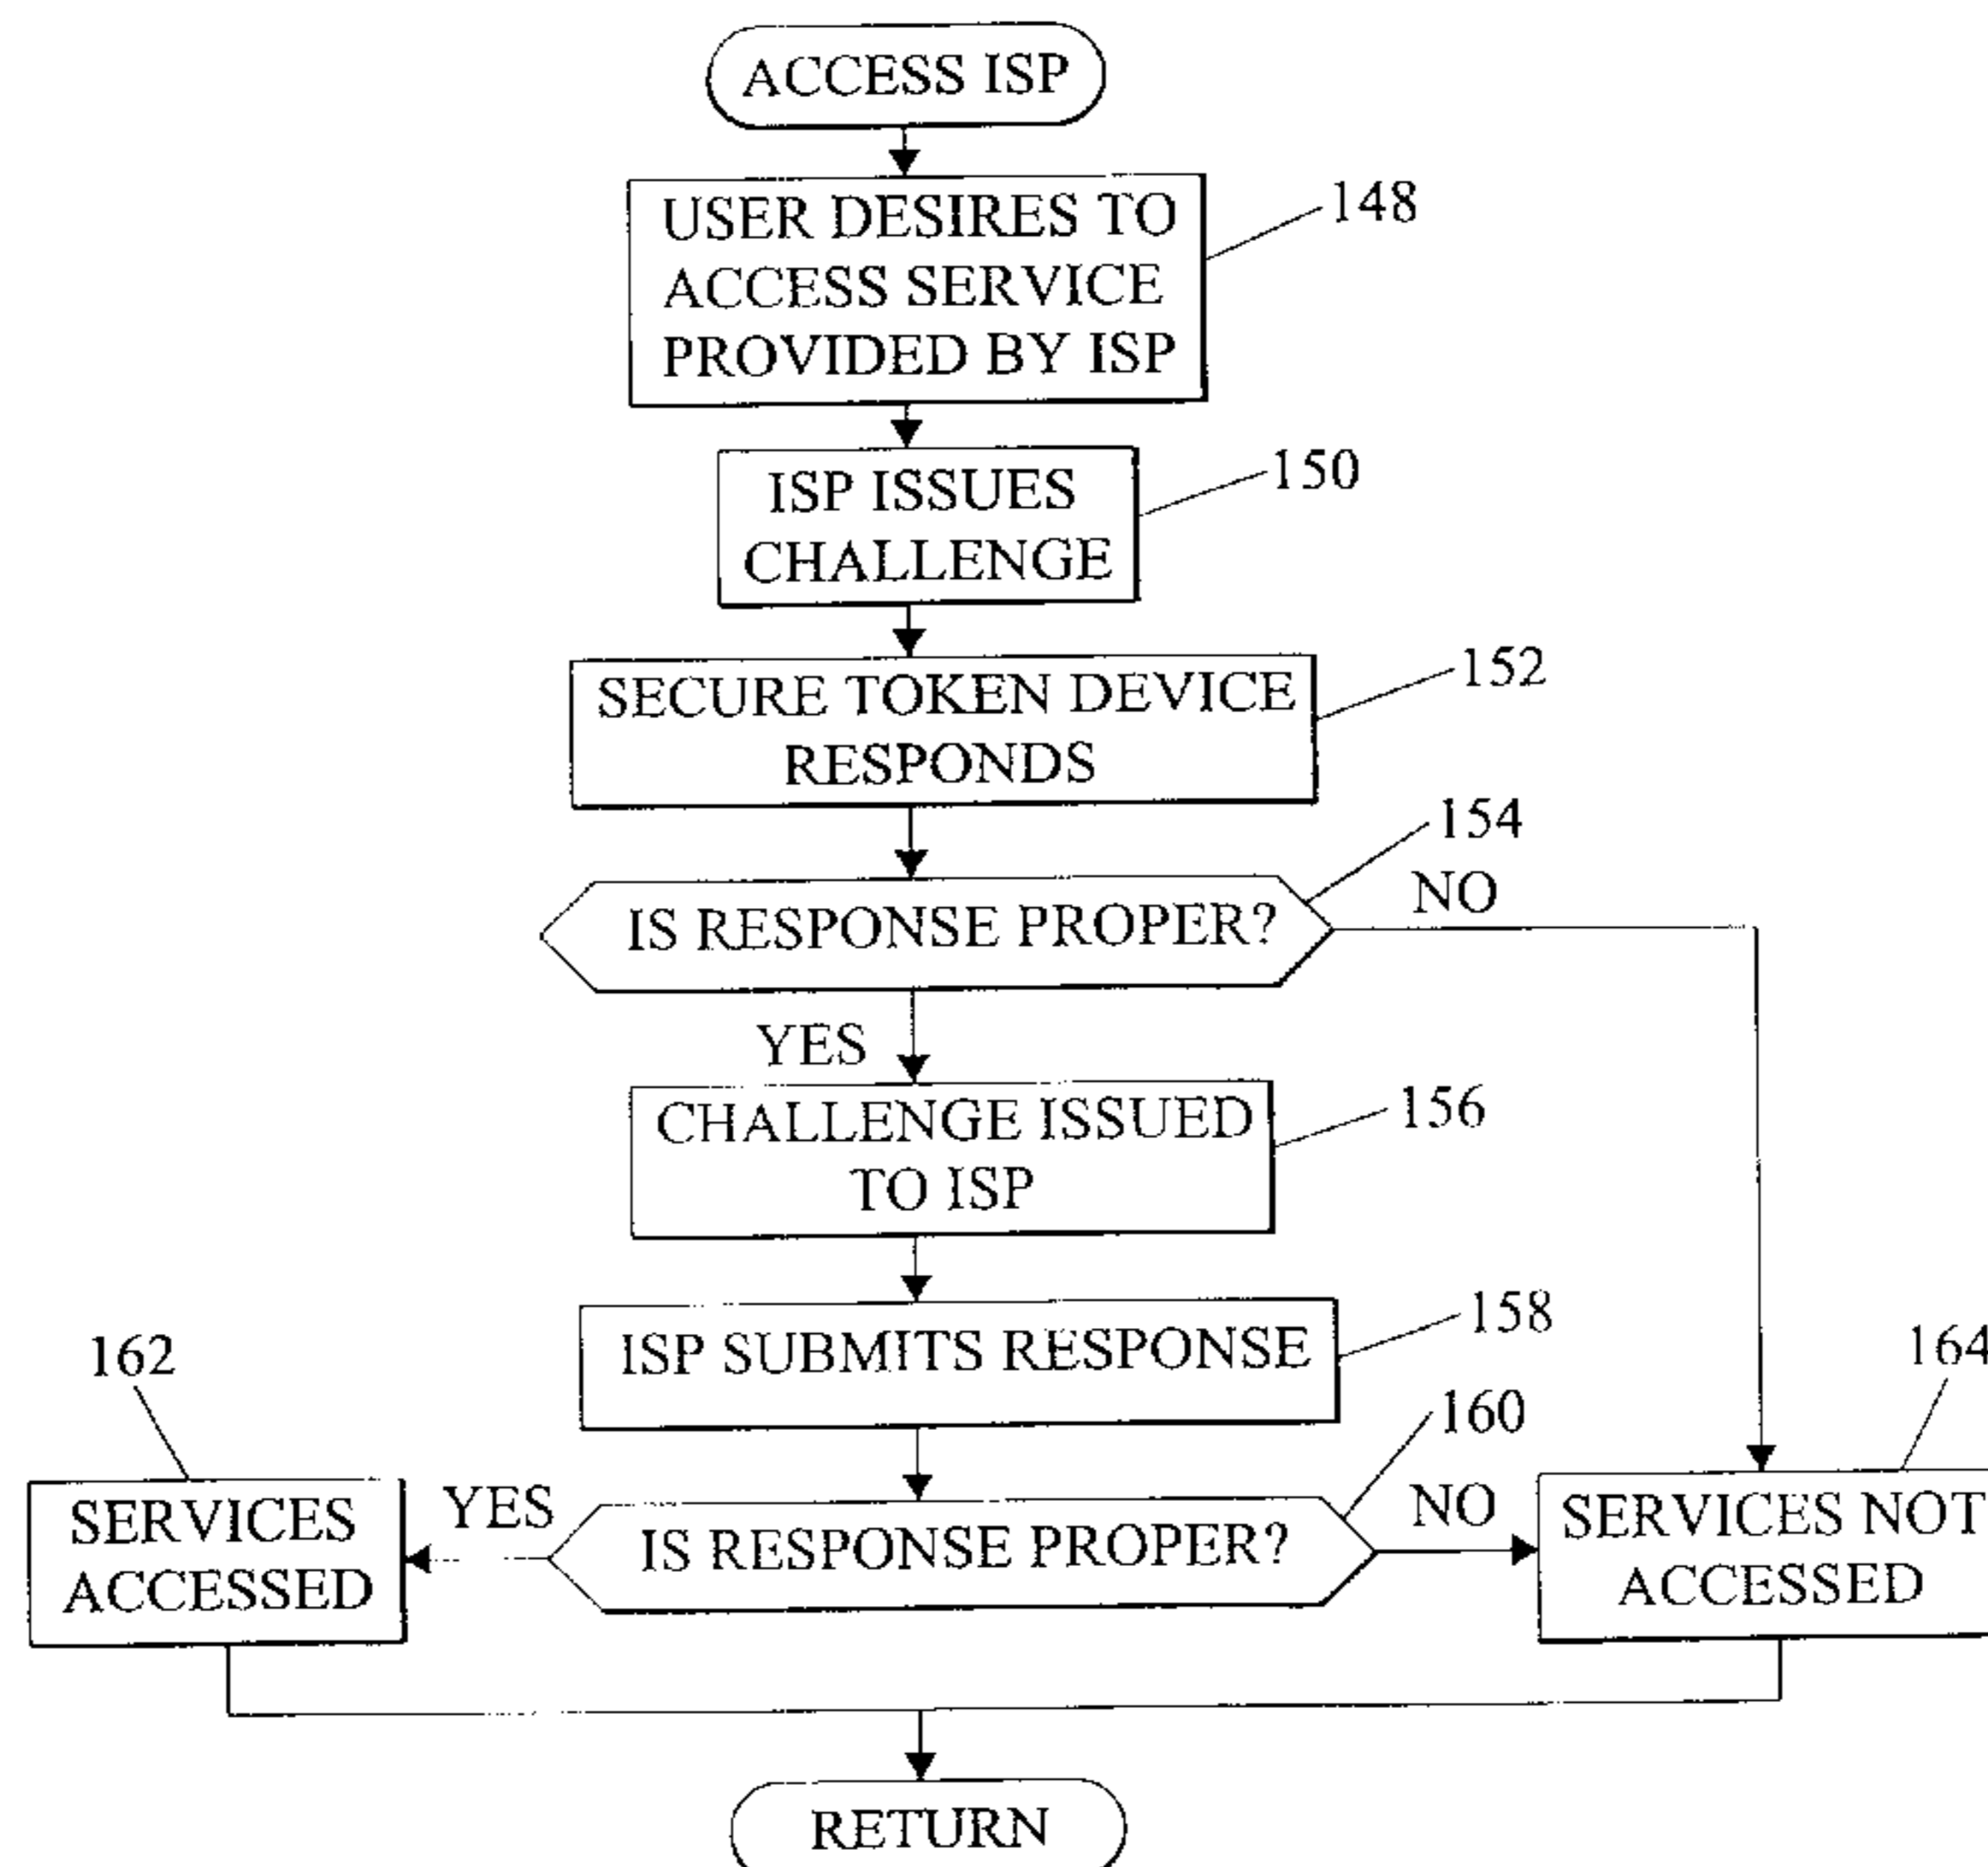 ACCESS ISP
USER DESIRES TO
ACCESS SERVICE
PROVIDED BY ISP
148
ISP ISSUES
CHALLENGE
150
SECURE TOKEN DEVICE
RESPONDS
152
154
IS RESPONSE PROPER?
NO
YES
CHALLENGE ISSUED
TO ISP
156
ISP SUBMITS RESPONSE
158
162
164
160
SERVICES
ACCESSED
YES
IS RESPONSE PROPER?
NO
SERVICES NOT
ACCESSED
RETURN